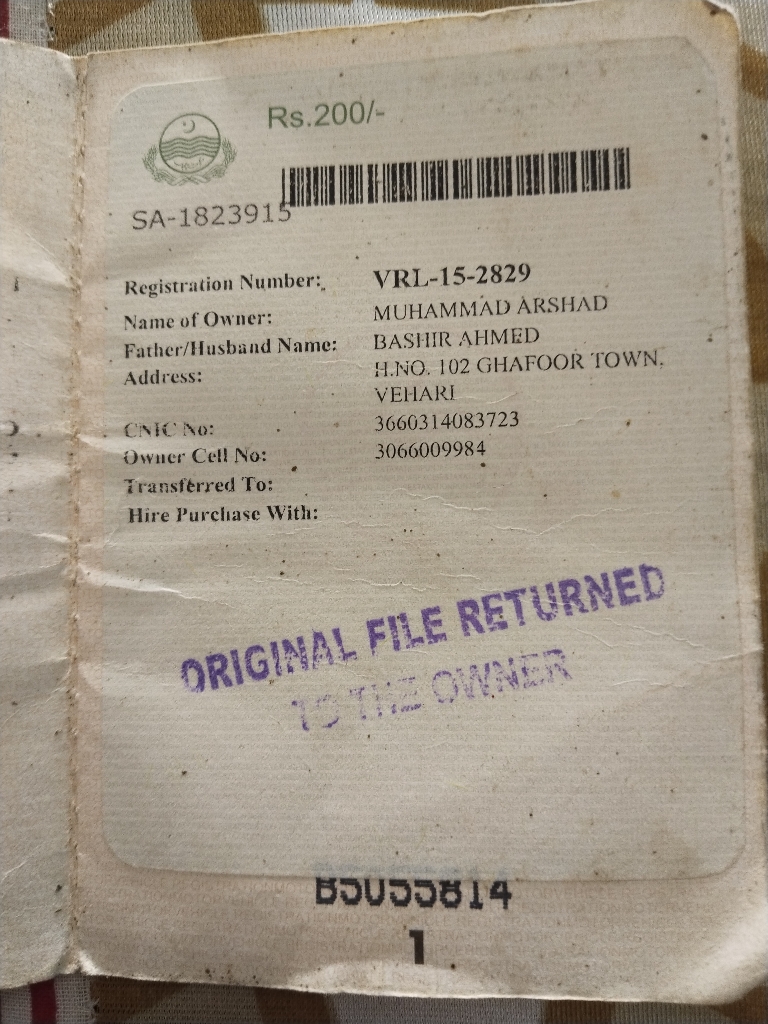 Rs.200/-
SA-1823915
Registration Number: VRL-15-2829
Name of Owner: MUHAMMAD ARSHAD
Father/Husband Name: BASHIR AHMED
Address: H.NO. 102 GHAFOOR TOWN,
VEHARI
CNIC No: 3660314083723
Owner Cell No: 3066009984
Transferred To:
Hire Purchase With:
ORIGINAL FILE RETURNED
TO THE OWNER
B5055814
1